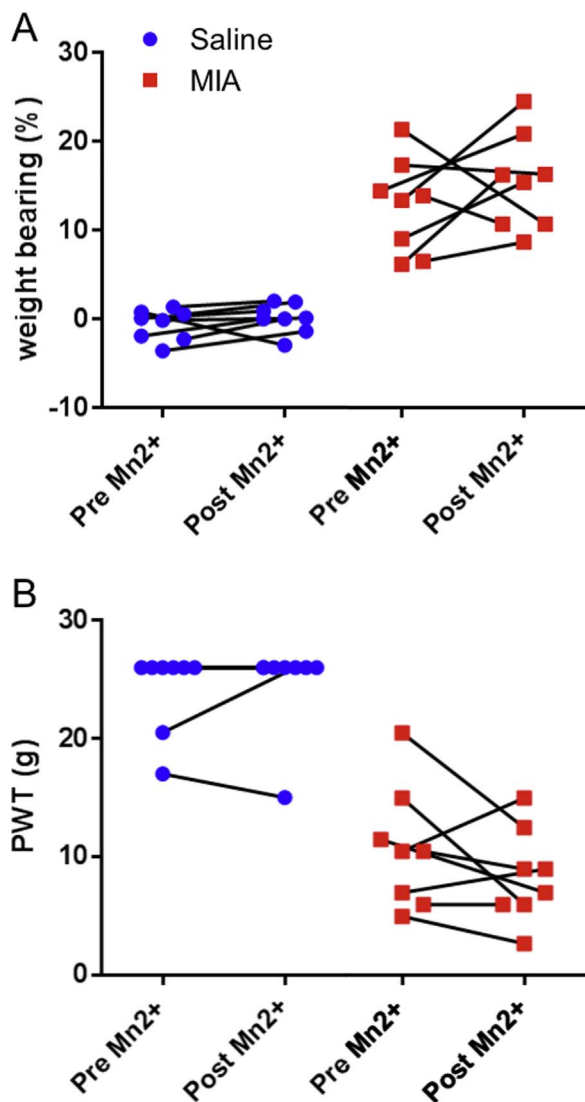 A
Saline
MIA
weight bearing (%)
30
20
10
0
-10
Pre Mn2+
Post Mn2+
Pre Mn2+
Post Mn2+
B
PWT (g)
30
20
10
0
Pre Mn2+
Post Mn2+
Pre Mn2+
Post Mn2+